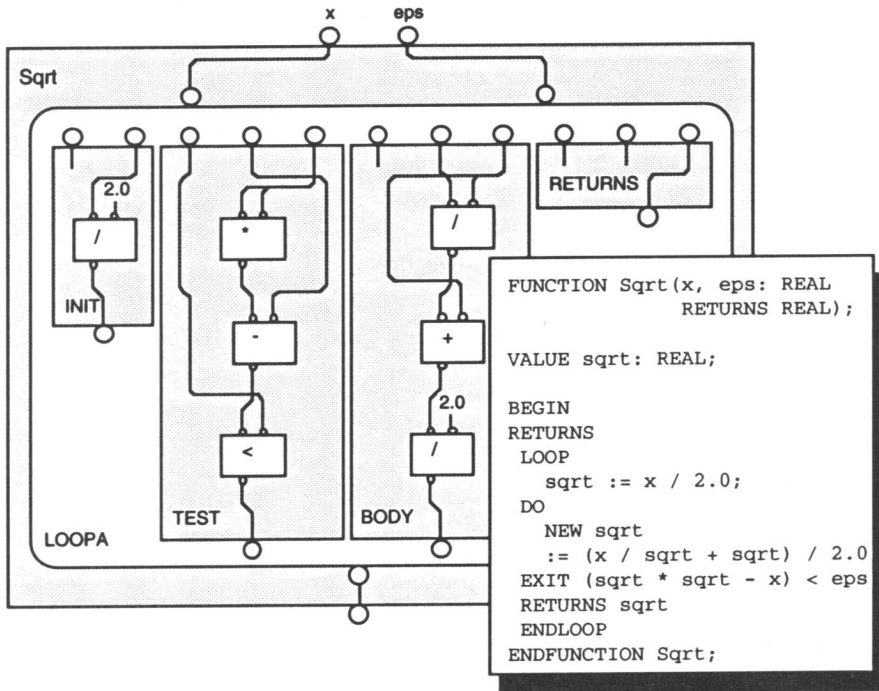 x eps
Sqrt
2.0
/
INIT
*
-
<
TEST
/
+
2.0
/
BODY
RETURNS
LOOPA
FUNCTION Sqrt(x, eps: REAL
RETURNS REAL);
VALUE sqrt: REAL;
BEGIN
RETURNS
LOOP
sqrt := x / 2.0;
DO
NEW sqrt
:= (x / sqrt + sqrt) / 2.0
EXIT (sqrt * sqrt - x) < eps
RETURNS sqrt
ENDLOOP
ENDFUNCTION Sqrt;